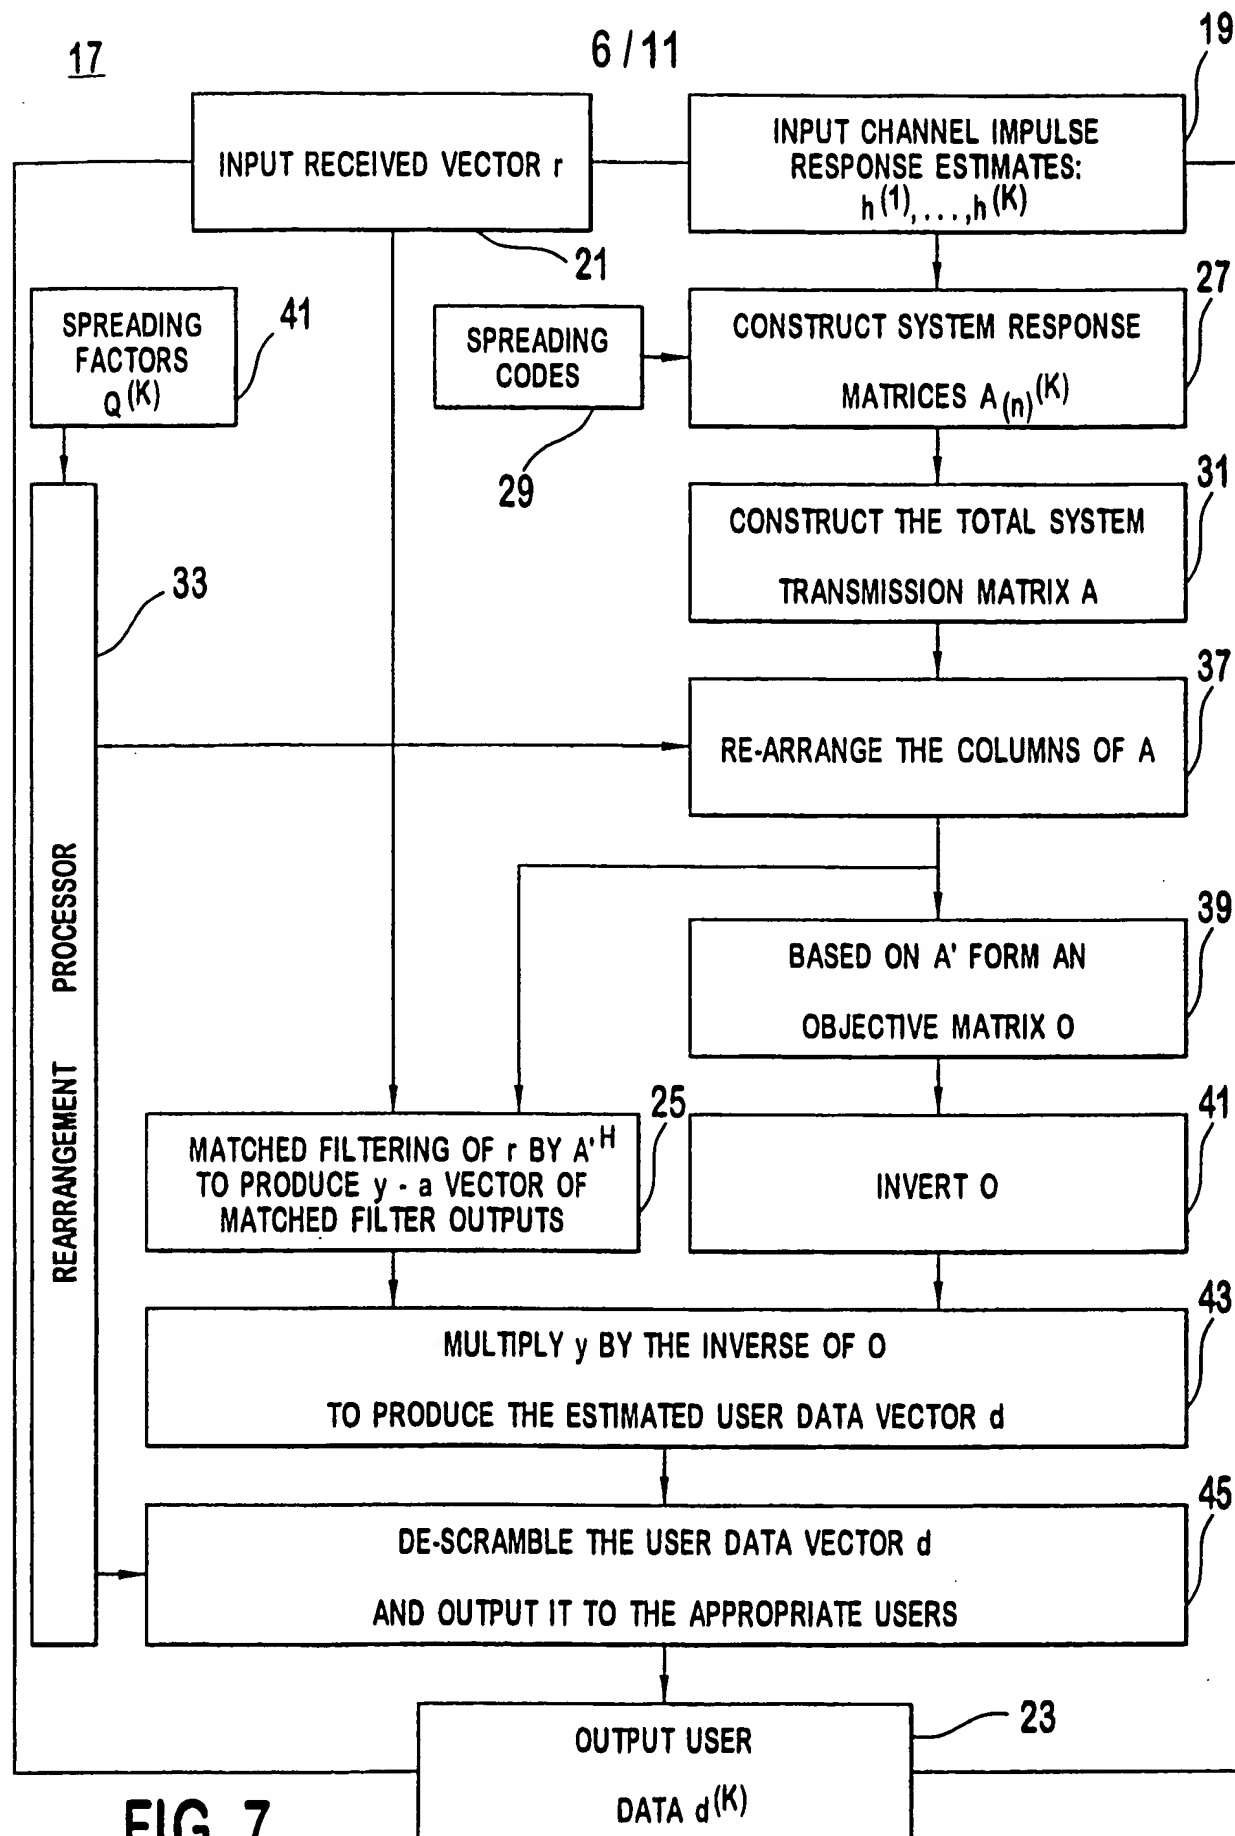 17
6/11
19
INPUT RECEIVED VECTOR r
21
INPUT CHANNEL IMPULSE
RESPONSE ESTIMATES:
h(1),...,h(K)
SPREADING
FACTORS
Q(K)
41
SPREADING
CODES
29
CONSTRUCT SYSTEM RESPONSE
MATRICES A(n)(K)
27
CONSTRUCT THE TOTAL SYSTEM
TRANSMISSION MATRIX A
31
33
RE-ARRANGE THE COLUMNS OF A
37
REARRANGEMENT PROCESSOR
BASED ON A' FORM AN
OBJECTIVE MATRIX O
39
MATCHED FILTERING OF r BY A'H
TO PRODUCE y - a VECTOR OF
MATCHED FILTER OUTPUTS
25
INVERT O
41
MULTIPLY y BY THE INVERSE OF O
TO PRODUCE THE ESTIMATED USER DATA VECTOR d
43
DE-SCRAMBLE THE USER DATA VECTOR d
AND OUTPUT IT TO THE APPROPRIATE USERS
45
OUTPUT USER
DATA d(K)
23
FIG. 7